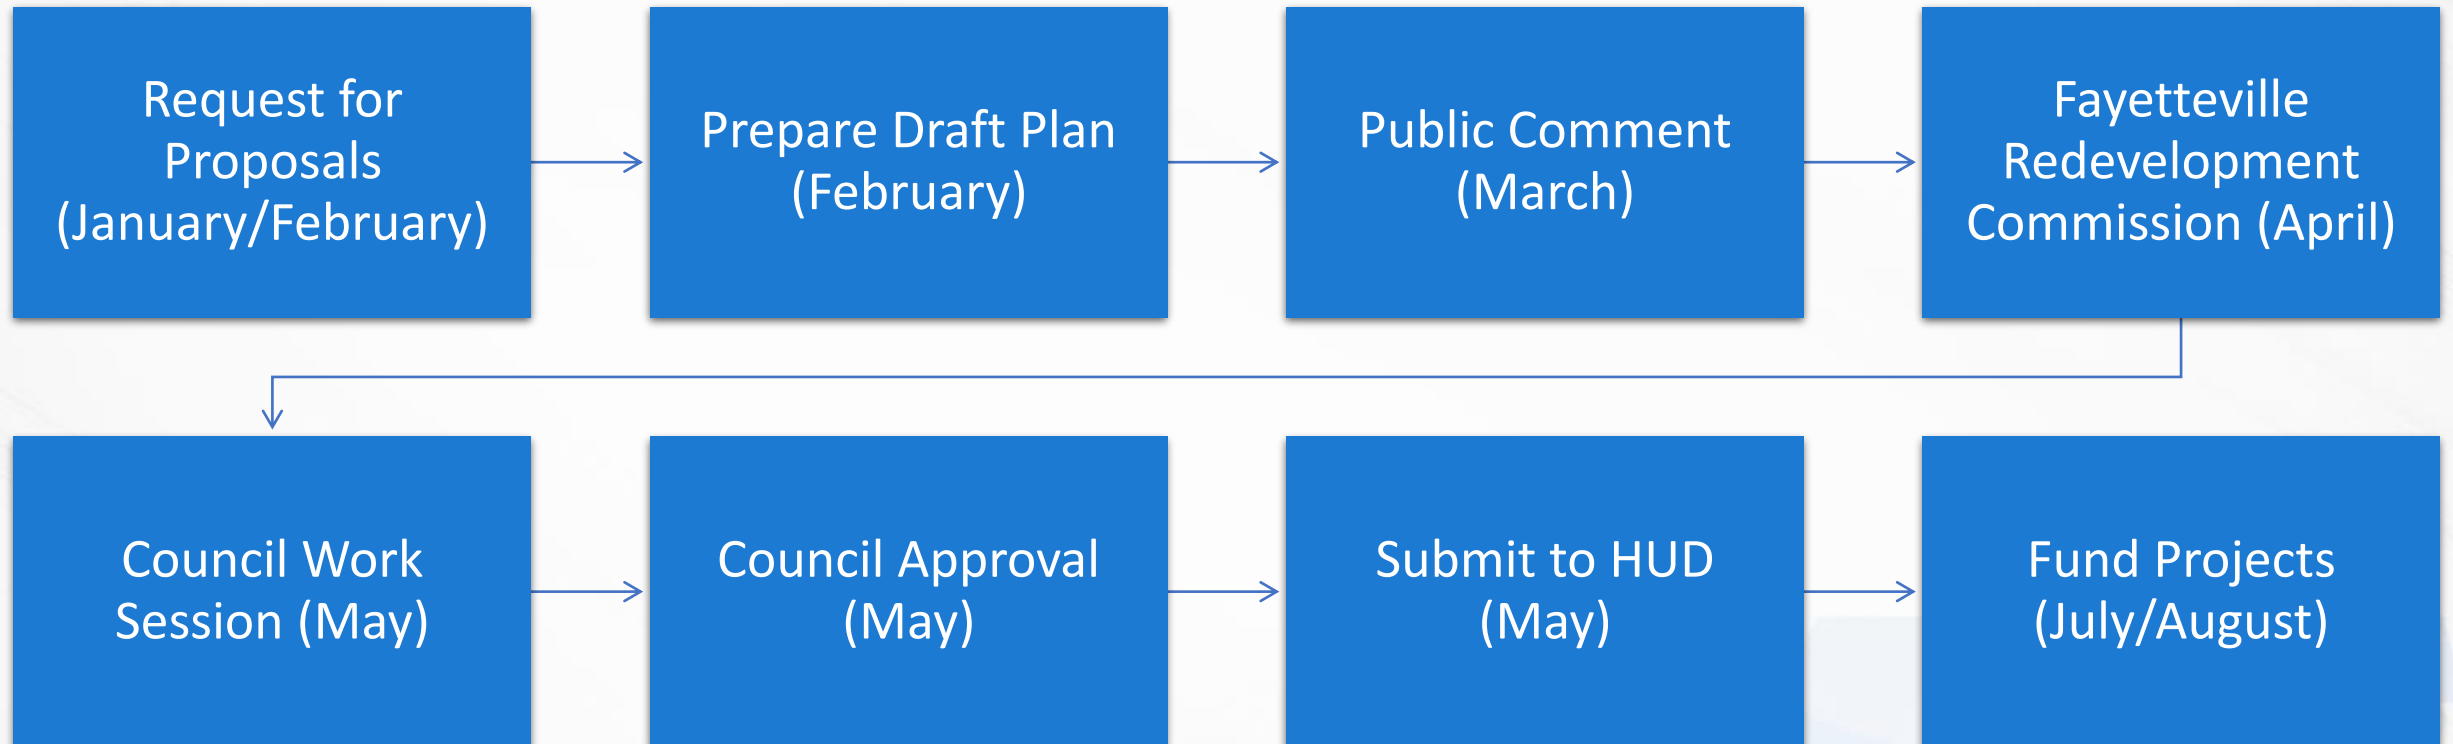 Request for
Proposals
(January/February)
Prepare Draft Plan
(February)
Public Comment
(March)
Fayetteville
Redevelopment
Commission (April)
Council Work
Session (May)
Council Approval
(May)
Submit to HUD
(May)
Fund Projects
(July/August)